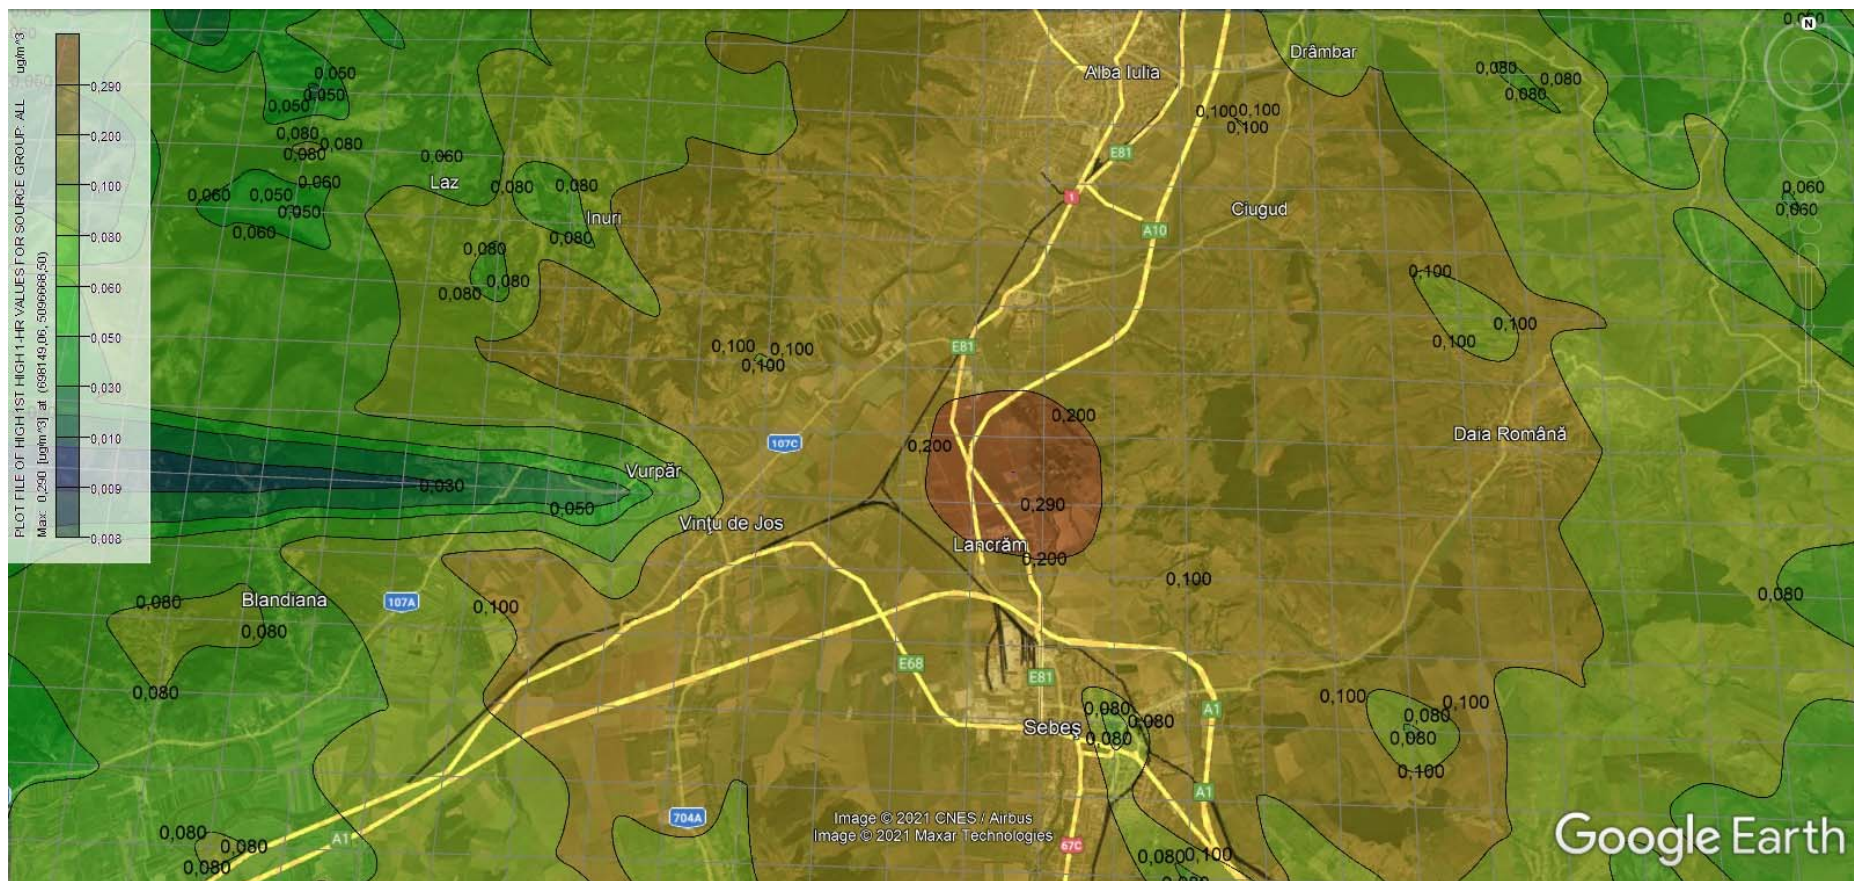 PLOT FILE OF HIGH 1ST HIGH 1-HR VALUES FOR SOURCE GROUP: ALL
ug/m^3
Max: 0,290 [ug/m^3] at (698149,06, 5096668,50)
0,290
0,200
0,100
0,080
0,060
0,050
0,030
0,010
0,009
0,008
N
0,050
Drâmbar
Alba Iulia
0,050
0,050
0,050
0,080
0,080
0,080
0,100
0,100
0,100
0,080
0,080
0,080
0,060
Laz
E81
1
0,060
0,050
0,060
0,050
0,060
0,080
0,080
Inuri
0,080
Ciugud
A10
0,060
0,060
0,080
0,080
0,080
0,100
0,100
0,100
0,100
0,100
0,100
E81
0,200
0,200
107C
Daia Română
Vurpăr
0,030
0,050
0,290
Vințu de Jos
Lancrăm
0,200
0,100
0,080
Blandiana
107A
0,100
0,080
0,080
0,080
E68
E81
A1
0,100
0,100
0,080
0,080
0,100
0,080
0,080
0,080
Sebeș
A1
704A
A1
67C
0,080
0,080
0,080
0,080
0,100
0,080
Image © 2021 CNES / Airbus
Image © 2021 Maxar Technologies
Google Earth